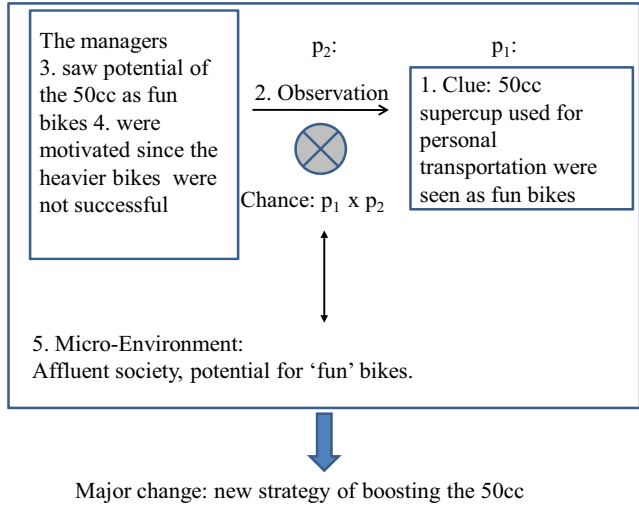 The managers
3. saw potential of
the 50cc as fun
bikes 4. were
motivated since the
heavier bikes were
not successful
p₂:
2. Observation
Chance: p₁ x p₂
p₁:
1. Clue: 50cc
supercup used for
personal
transportation were
seen as fun bikes
5. Micro-Environment:
Affluent society, potential for ‘fun’ bikes.
Major change: new strategy of boosting the 50cc